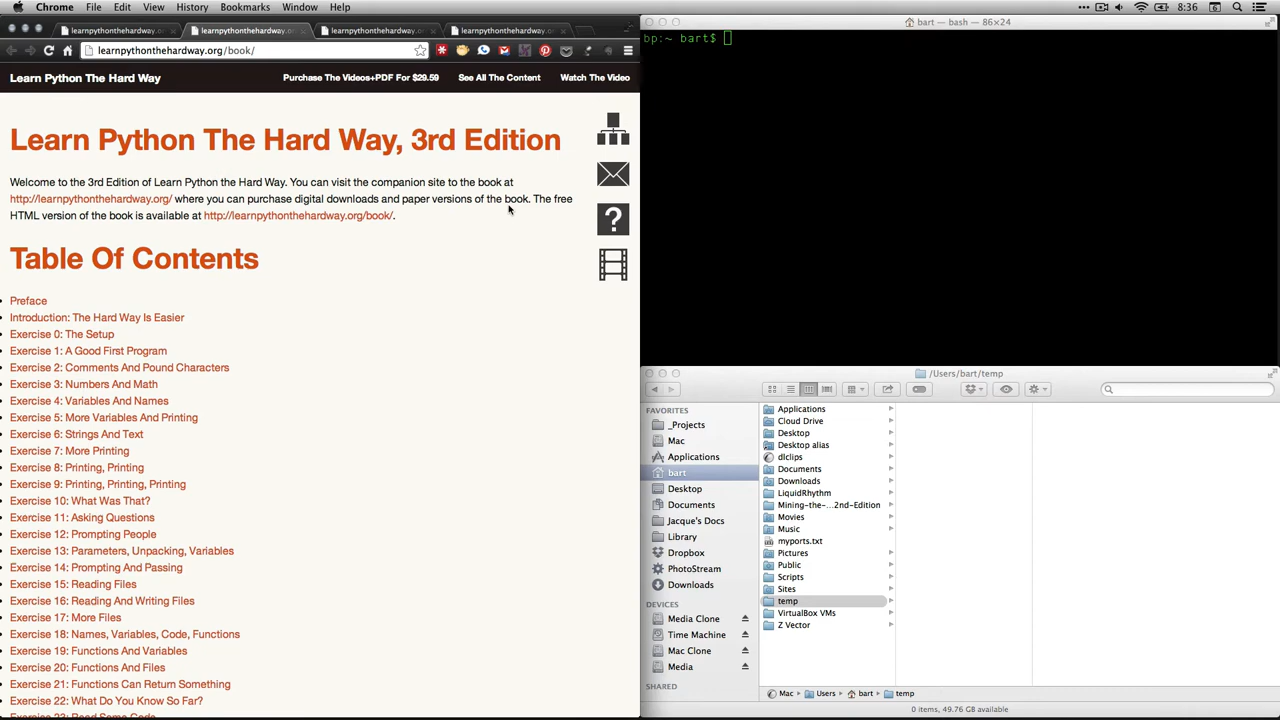 Chrome File Edit View History Bookmarks Window Help 8:36
learnpythonthehardway.or learnpythonthehardway.or learnpythonthehardway.or learnpythonthehardway.or
learnpythonthehardway.org/book/
Learn Python The Hard Way
Purchase The Videos+PDF For $29.59
See All The Content
Watch The Video
Learn Python The Hard Way, 3rd Edition
Welcome to the 3rd Edition of Learn Python the Hard Way. You can visit the companion site to the book at
http://learnpythonthehardway.org/ where you can purchase digital downloads and paper versions of the book. The free
HTML version of the book is available at http://learnpythonthehardway.org/book/.
Table Of Contents
Preface
Introduction: The Hard Way Is Easier
Exercise 0: The Setup
Exercise 1: A Good First Program
Exercise 2: Comments And Pound Characters
Exercise 3: Numbers And Math
Exercise 4: Variables And Names
Exercise 5: More Variables And Printing
Exercise 6: Strings And Text
Exercise 7: More Printing
Exercise 8: Printing, Printing
Exercise 9: Printing, Printing, Printing
Exercise 10: What Was That?
Exercise 11: Asking Questions
Exercise 12: Prompting People
Exercise 13: Parameters, Unpacking, Variables
Exercise 14: Prompting And Passing
Exercise 15: Reading Files
Exercise 16: Reading And Writing Files
Exercise 17: More Files
Exercise 18: Names, Variables, Code, Functions
Exercise 19: Functions And Variables
Exercise 20: Functions And Files
Exercise 21: Functions Can Return Something
Exercise 22: What Do You Know So Far?
Exercise 23: Read Some Code
bart — bash — 86×24
bp:~ bart$
/Users/bart/temp
FAVORITES
_Projects
Mac
Applications
bart
Desktop
Documents
Jacque's Docs
Library
Dropbox
PhotoStream
Downloads
DEVICES
Media Clone
Time Machine
Mac Clone
Media
SHARED
Applications
Cloud Drive
Desktop
Desktop alias
dlclips
Documents
Downloads
LiquidRhythm
Mining-the-...2nd-Edition
Movies
Music
myports.txt
Pictures
Public
Scripts
Sites
temp
VirtualBox VMs
Z Vector
Mac Users bart temp
0 items, 49.76 GB available